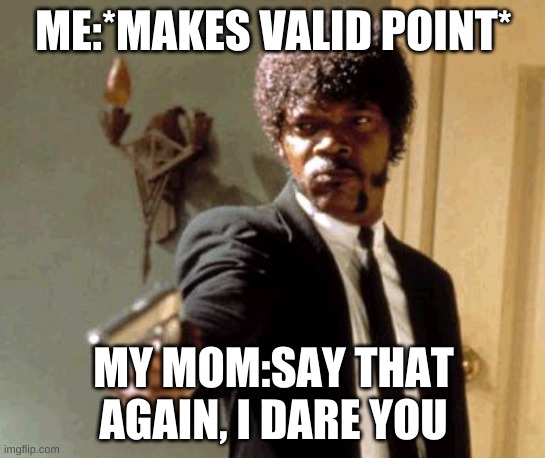 ME:*MAKES VALID POINT*
MY MOM:SAY THAT
AGAIN, I DARE YOU
imgflip.com